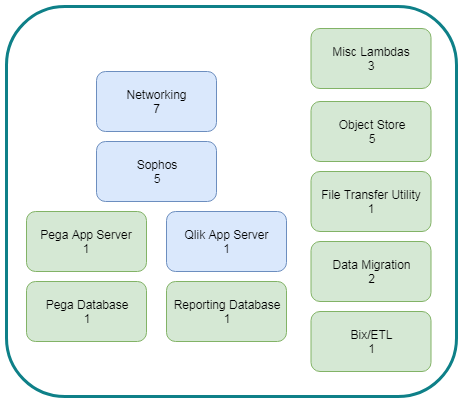 Networking
7
Sophos
5
Pega App Server
1
Qlik App Server
1
Pega Database
1
Reporting Database
1
Misc Lambdas
3
Object Store
5
File Transfer Utility
1
Data Migration
2
Bix/ETL
1